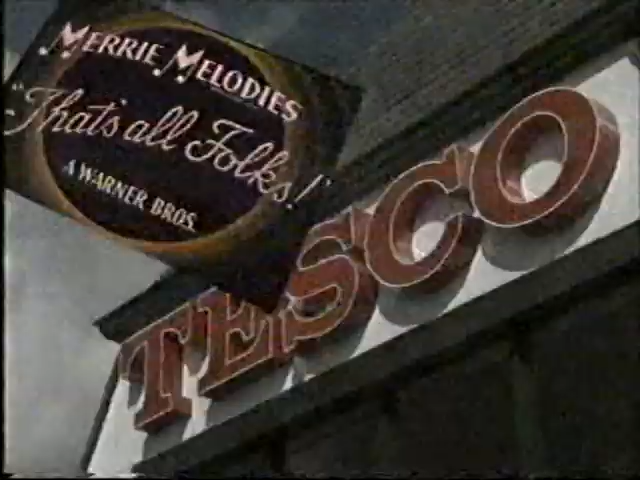 MERRIE MELODIES
"That's all Folks!"
A WARNER BROS.
TESCO